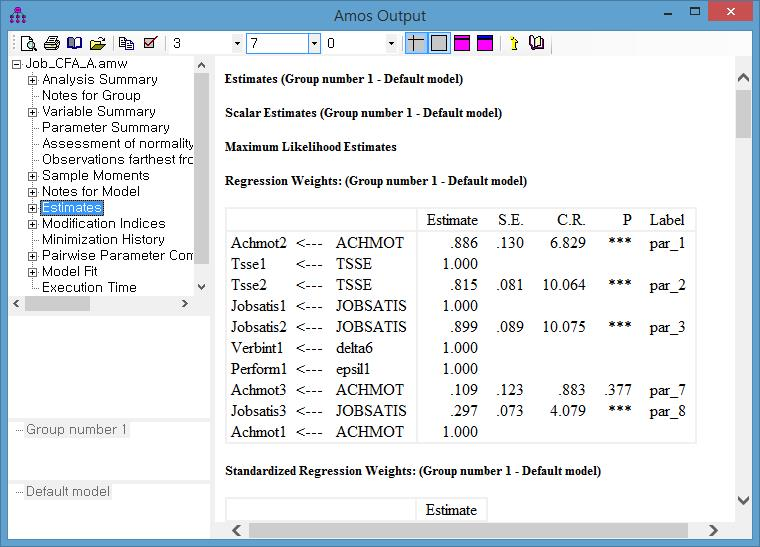 Amos Output
3 7 0
Job_CFA_A.amw
Analysis Summary
Notes for Group
Variable Summary
Parameter Summary
Assessment of normality
Observations farthest frc
Sample Moments
Notes for Model
Estimates
Modification Indices
Minimization History
Pairwise Parameter Com
Model Fit
Execution Time
Group number 1
Default model
Estimates (Group number 1 - Default model)
Scalar Estimates (Group number 1 - Default model)
Maximum Likelihood Estimates
Regression Weights: (Group number 1 - Default model)
Estimate S.E. C.R. P Label
Achmot2 <--- ACHMOT .886 .130 6.829 *** par_1
Tsse1 <--- TSSE 1.000
Tsse2 <--- TSSE .815 .081 10.064 *** par_2
Jobsatis1 <--- JOBSATIS 1.000
Jobsatis2 <--- JOBSATIS .899 .089 10.075 *** par_3
Verbint1 <--- delta6 1.000
Perform1 <--- epsil1 1.000
Achmot3 <--- ACHMOT .109 .123 .883 .377 par_7
Jobsatis3 <--- JOBSATIS .297 .073 4.079 *** par_8
Achmot1 <--- ACHMOT 1.000
Standardized Regression Weights: (Group number 1 - Default model)
Estimate